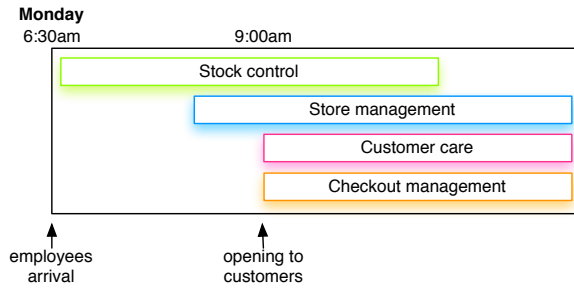 Monday
6:30am 9:00am
Stock control
Store management
Customer care
Checkout management
employees
arrival
opening to
customers